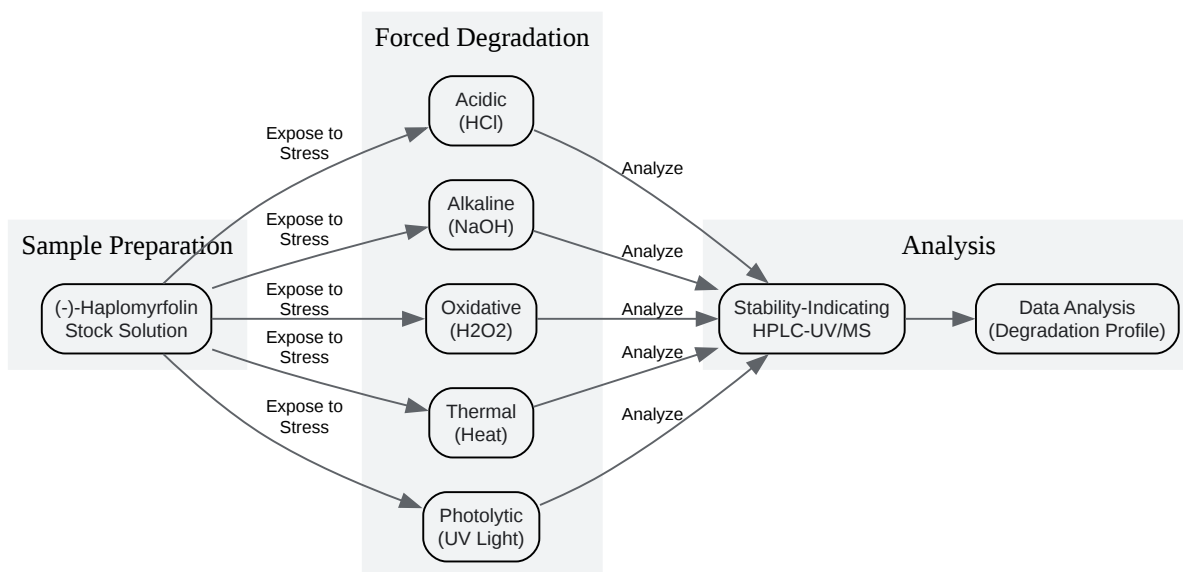 Forced Degradation
Acidic
(HCl)
Expose to
Stress
Analyze
Alkaline
(NaOH)
Expose to
Stress
Sample Preparation
Analyze
Analysis
(-)-Haplomyrfolin
Stock Solution
Expose to
Stress
Oxidative
(H2O2)
Analyze
Stability-Indicating
HPLC-UV/MS
Data Analysis
(Degradation Profile)
Expose to
Stress
Analyze
Thermal
(Heat)
Expose to
Stress
Analyze
Photolytic
(UV Light)